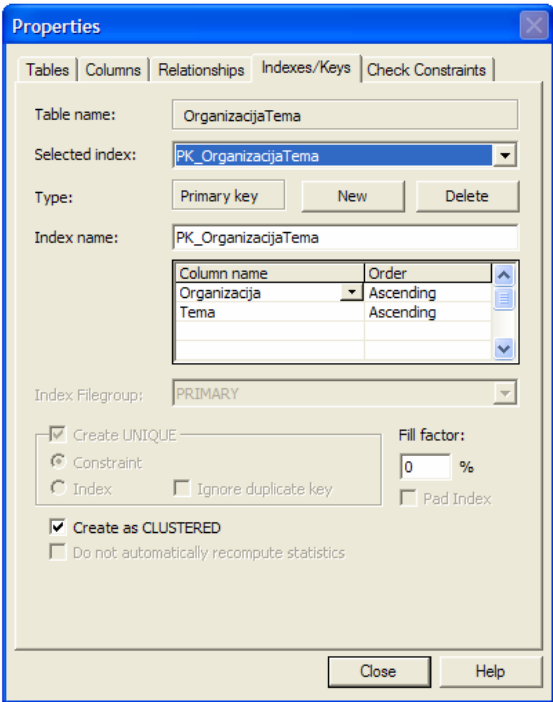 Properties
Tables Columns Relationships Indexes/Keys Check Constraints
Table name: OrganizacijaTema
Selected index: PK_OrganizacijaTema
Type: Primary key New Delete
Index name: PK_OrganizacijaTema
Column name Order
Organizacija Ascending
Tema Ascending
Index Filegroup: PRIMARY
Create UNIQUE Fill factor:
Constraint 0 %
Index Ignore duplicate key Pad Index
Create as CLUSTERED
Do not automatically recompute statistics
Close Help